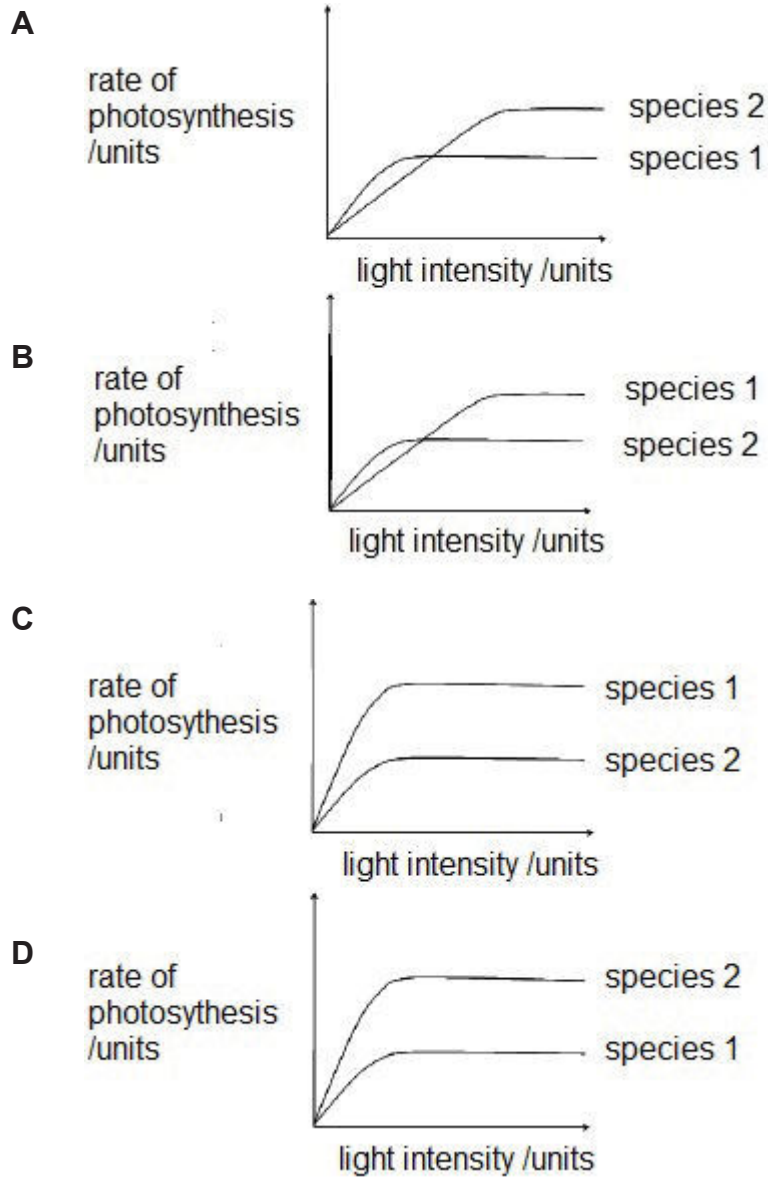 A
rate of
photosynthesis
/units
species 2
species 1
light intensity /units
B
rate of
photosynthesis
/units
species 1
species 2
light intensity /units
C
rate of
photosythesis
/units
species 1
species 2
light intensity /units
D
rate of
photosythesis
/units
species 2
species 1
light intensity /units